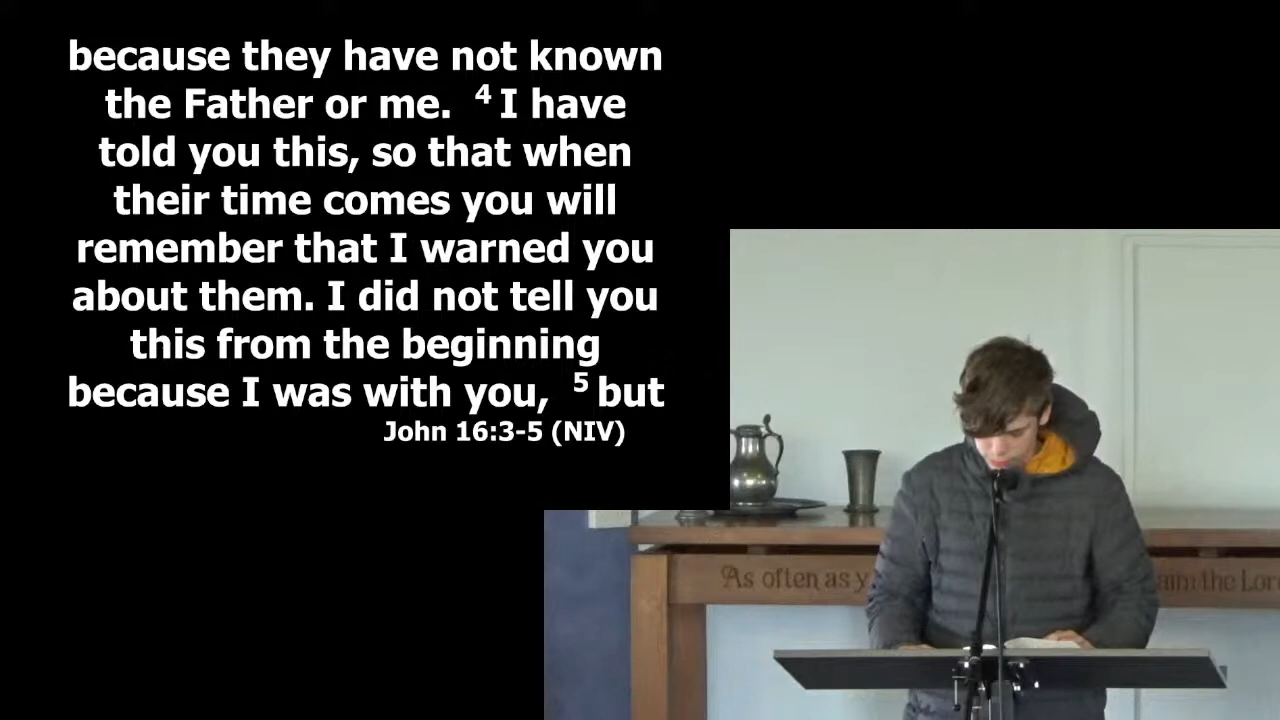 because they have not known
the Father or me. ⁴ I have
told you this, so that when
their time comes you will
remember that I warned you
about them. I did not tell you
this from the beginning
because I was with you, ⁵ but
John 16:3-5 (NIV)
As often as y
aim the Lor